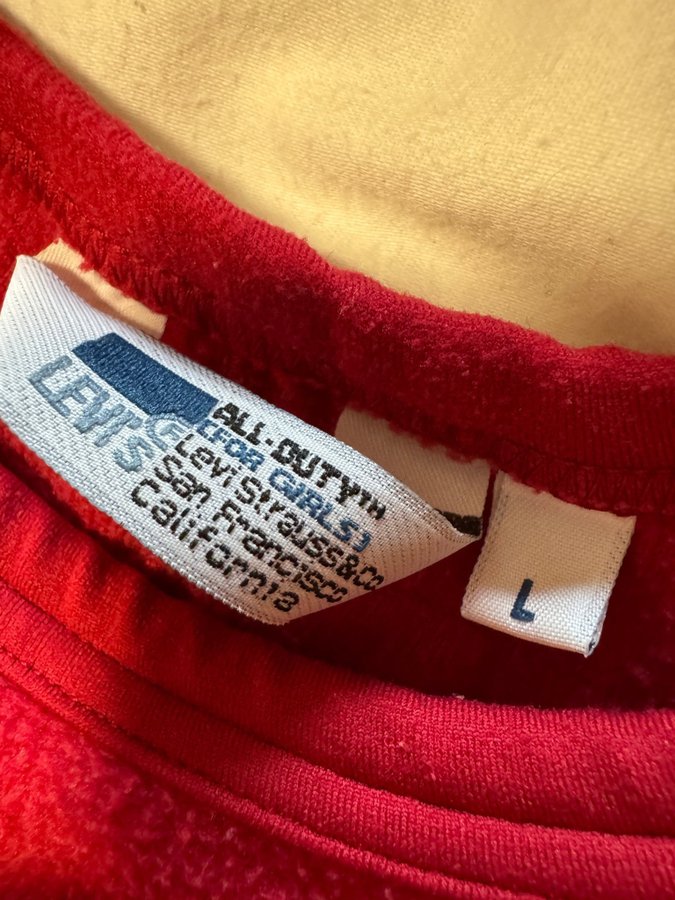 LEVI'S
ALL-DUTY™
[FOR GIRLS]
Levi Strauss & Co
San Francisco
California
L